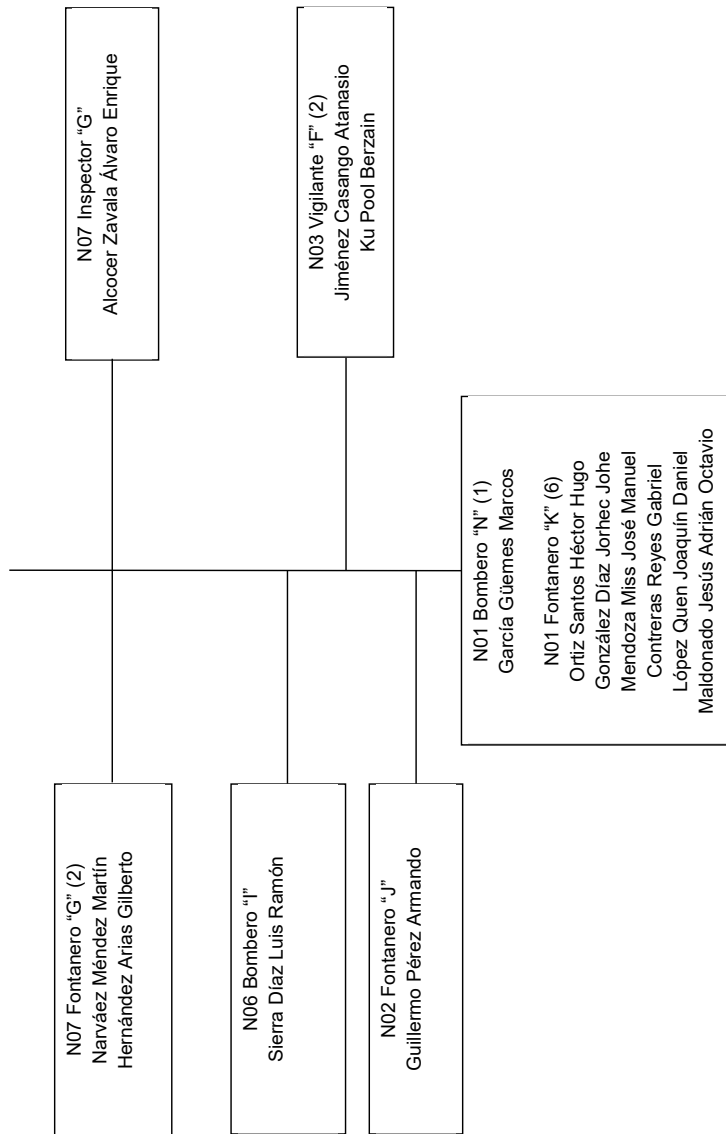 N07 Fontanero “G” (2)
Narváez Méndez Martín
Hernández Arias Gilberto
N07 Inspector “G”
Alcocer Zavala Álvaro Enrique
N06 Bombero “I”
Sierra Díaz Luis Ramón
N03 Vigilante “F” (2)
Jiménez Casango Atanasio
Ku Pool Berzain
N02 Fontanero “J”
Guillermo Pérez Armando
N01 Bombero “N” (1)
García Güemes Marcos
N01 Fontanero “K” (6)
Ortiz Santos Héctor Hugo
González Díaz Jorhec Johe
Mendoza Miss José Manuel
Contreras Reyes Gabriel
López Quen Joaquín Daniel
Maldonado Jesús Adrián Octavio